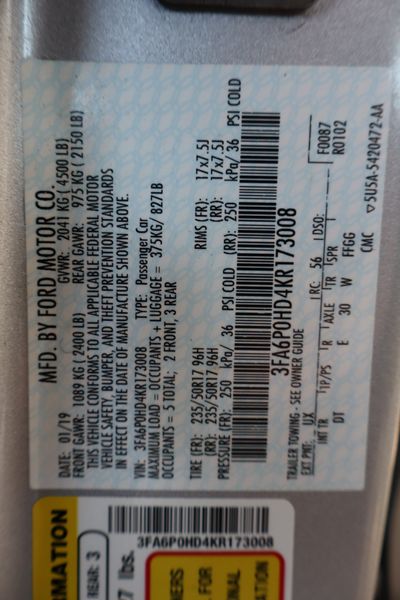 MFD. BY FORD MOTOR CO.
DATE: 01/19 GVWR: 2041 KG ( 4500 LB)
FRONT GAWR: 1089 KG ( 2400 LB) REAR GAWR: 975 KG ( 2150 LB)
THIS VEHICLE CONFORMS TO ALL APPLICABLE FEDERAL MOTOR
VEHICLE SAFETY, BUMPER, AND THEFT PREVENTION STANDARDS
IN EFFECT ON THE DATE OF MANUFACTURE SHOWN ABOVE.
VIN: 3FA6P0HD4KR173008 TYPE: Passenger Car
MAXIMUM LOAD = OCCUPANTS + LUGGAGE = 375KG/ 827LB
OCCUPANTS = 5 TOTAL; 2 FRONT, 3 REAR
TIRE (FR): 235/50R17 96H RIMS (FR): 17x7.5J
(RR): 235/50R17 96H (RR): 17x7.5J
PRESSURE (FR): 250 kPa/ 36 PSI COLD (RR): 250 kPa/ 36 PSI COLD
3FA6P0HD4KR173008
TRAILER TOWING - SEE OWNER GUIDE
F0087
R0102
EXT PNT: UX RC: 56 DSO:
INT TR TP/PS R AXLE TR SPR
DT E 30 W FFGG
CMC ▽5U5A-5420472-AA
3FA6P0HD4KR173008
MATION
REAR: 3
7 lbs.
FOR